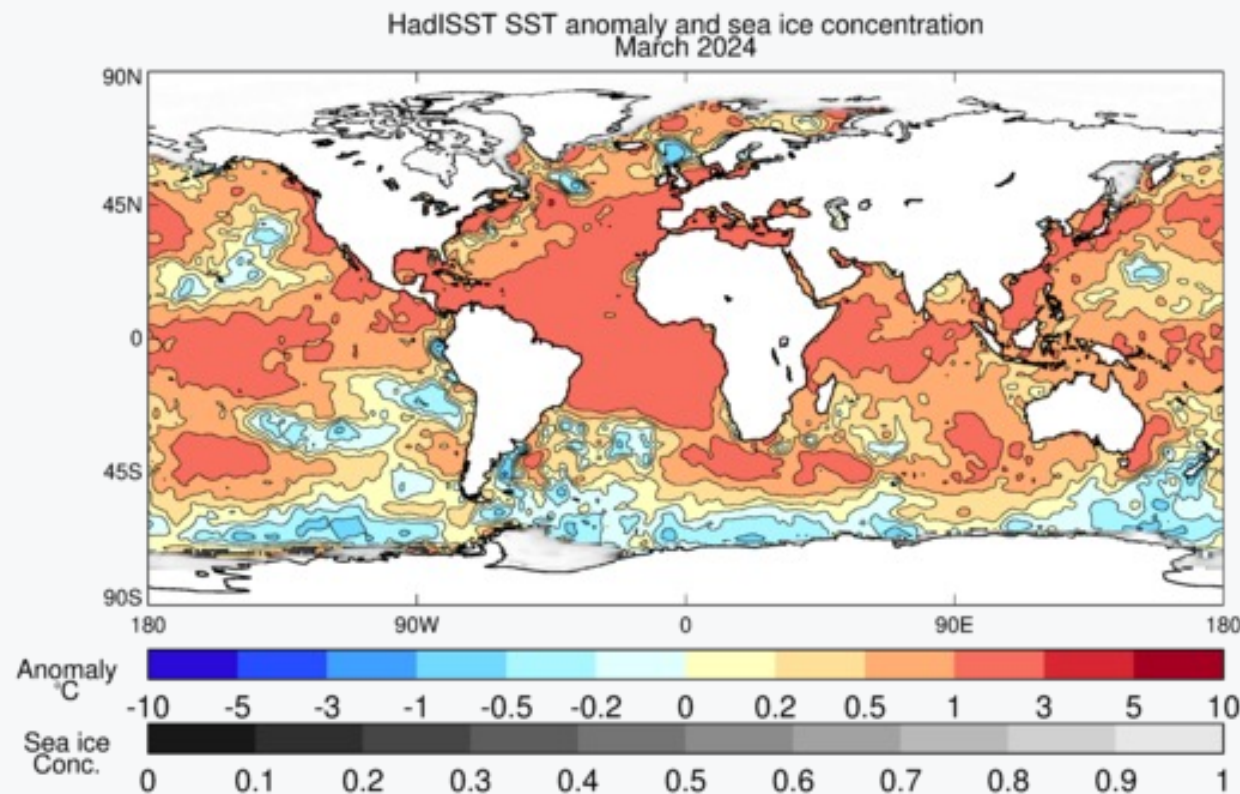 HadISST SST anomaly and sea ice concentration
March 2024
90N
45N
0
45S
90S
180 90W 0 90E 180
Anomaly
°C
-10 -5 -3 -1 -0.5 -0.2 0 0.2 0.5 1 3 5 10
Sea ice
Conc.
0 0.1 0.2 0.3 0.4 0.5 0.6 0.7 0.8 0.9 1